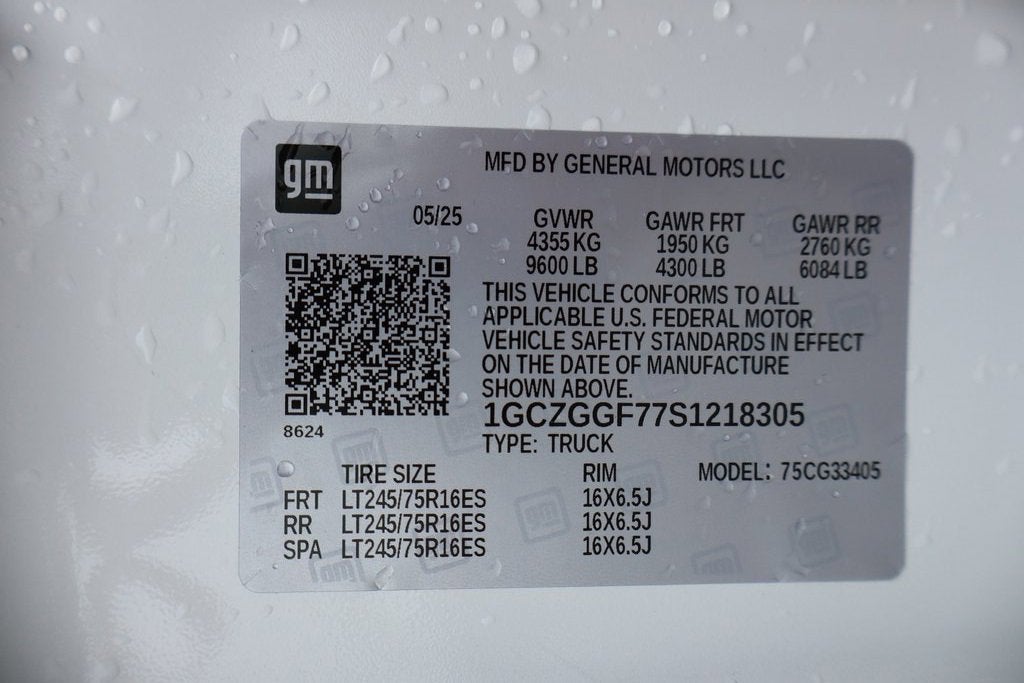 gm
MFD BY GENERAL MOTORS LLC
05/25 GVWR GAWR FRT GAWR RR
4355 KG 1950 KG 2760 KG
9600 LB 4300 LB 6084 LB
THIS VEHICLE CONFORMS TO ALL
APPLICABLE U.S. FEDERAL MOTOR
VEHICLE SAFETY STANDARDS IN EFFECT
ON THE DATE OF MANUFACTURE
SHOWN ABOVE.
1GCZGGF77S1218305
8624
TYPE: TRUCK
TIRE SIZE RIM MODEL: 75CG33405
FRT LT245/75R16ES 16X6.5J
RR LT245/75R16ES 16X6.5J
SPA LT245/75R16ES 16X6.5J